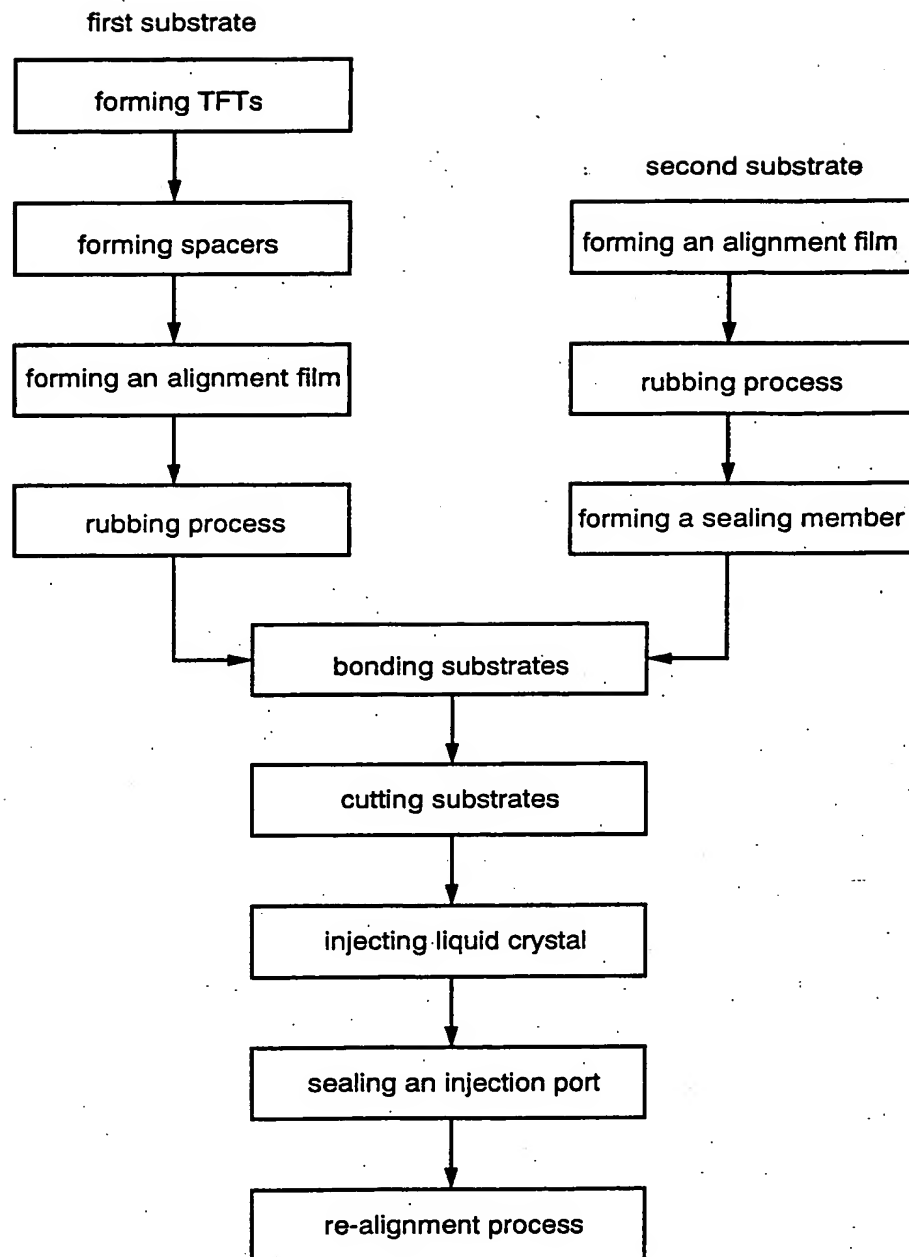 first substrate
forming TFTs
forming spacers
forming an alignment film
rubbing process
second substrate
forming an alignment film
rubbing process
forming a sealing member
bonding substrates
cutting substrates
injecting liquid crystal
sealing an injection port
re-alignment process